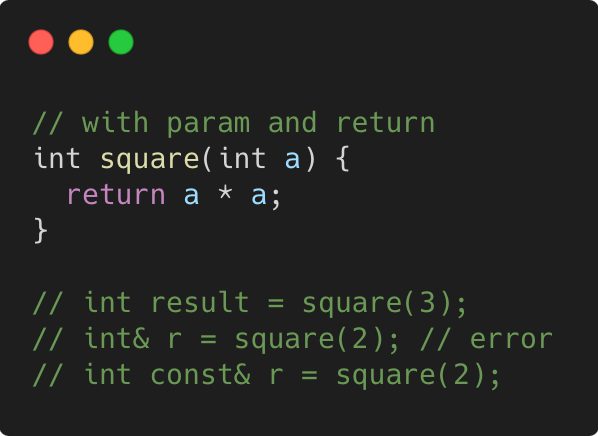 // with param and return
int square(int a) {
  return a * a;
}

// int result = square(3);
// int& r = square(2); // error
// int const& r = square(2);